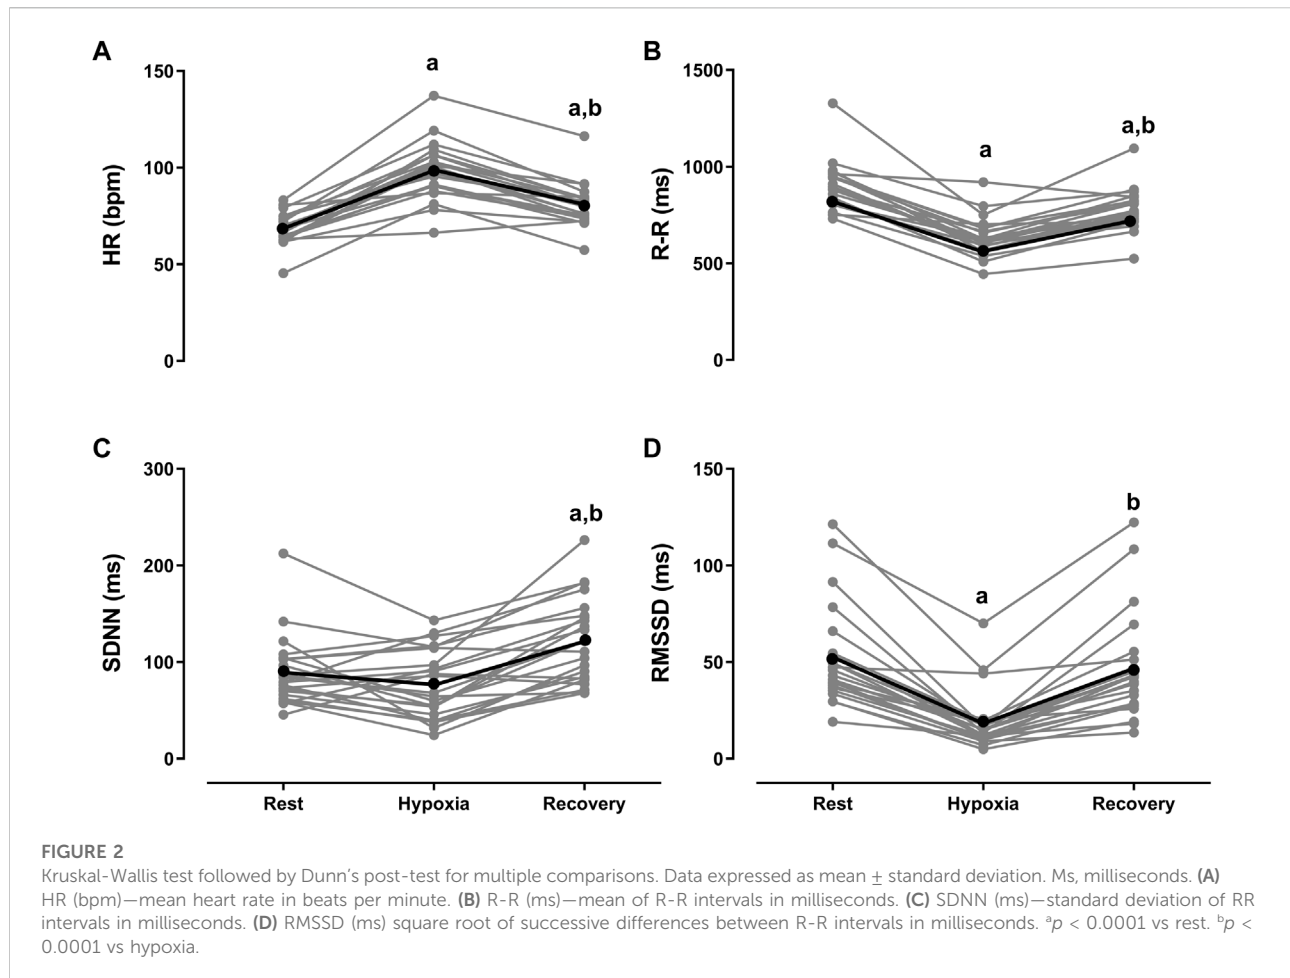 A
a
a,b
150
100
50
0
HR (bpm)
B
a
a,b
1500
1000
500
0
R-R (ms)
C
a,b
300
200
100
0
SDNN (ms)
Rest Hypoxia Recovery
D
a
b
150
100
50
0
RMSSD (ms)
Rest Hypoxia Recovery
FIGURE 2
Kruskal-Wallis test followed by Dunn's post-test for multiple comparisons. Data expressed as mean ± standard deviation. Ms, milliseconds. (A)
HR (bpm)—mean heart rate in beats per minute. (B) R-R (ms)—mean of R-R intervals in milliseconds. (C) SDNN (ms)—standard deviation of RR
intervals in milliseconds. (D) RMSSD (ms) square root of successive differences between R-R intervals in milliseconds. ᵃp < 0.0001 vs rest. ᵇp <
0.0001 vs hypoxia.